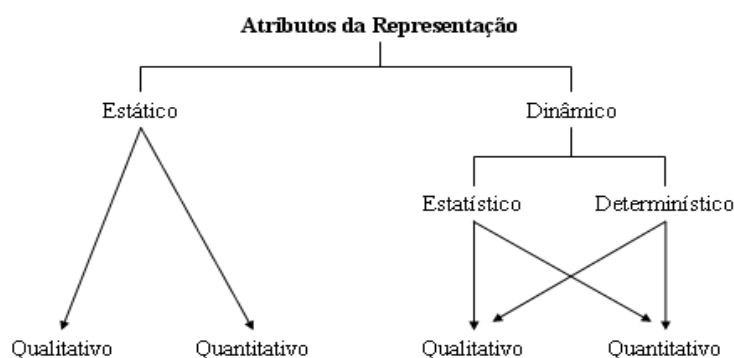 Atributos da Representação
Estático
Dinâmico
Estatístico
Determinístico
Qualitativo
Quantitativo
Qualitativo
Quantitativo